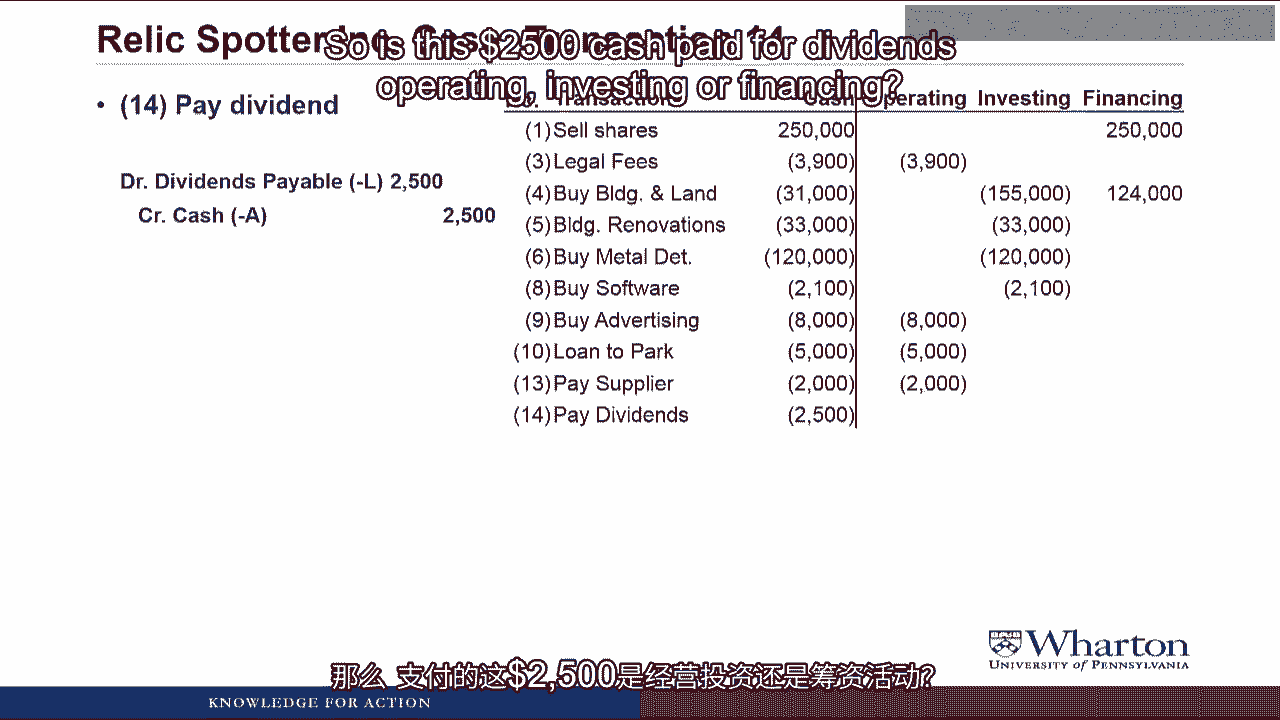 Relic Spotter Inc. Cash Transaction 14
So is this $2500 cash paid for dividends
operating, investing or financing?
• (14) Pay dividend
Dr. Dividends Payable (-L) 2,500
Cr. Cash (-A) 2,500
Transaction Cash Operating Investing Financing
(1) Sell shares 250,000 250,000
(3) Legal Fees (3,900) (3,900)
(4) Buy Bldg. & Land (31,000) (155,000) 124,000
(5) Bldg. Renovations (33,000) (33,000)
(6) Buy Metal Det. (120,000) (120,000)
(8) Buy Software (2,100) (2,100)
(9) Buy Advertising (8,000) (8,000)
(10) Loan to Park (5,000) (5,000)
(13) Pay Supplier (2,000) (2,000)
(14) Pay Dividends (2,500)
Wharton
UNIVERSITY of PENNSYLVANIA
那么 支付的这$2,500是经营投资还是筹资活动?
KNOWLEDGE FOR ACTION